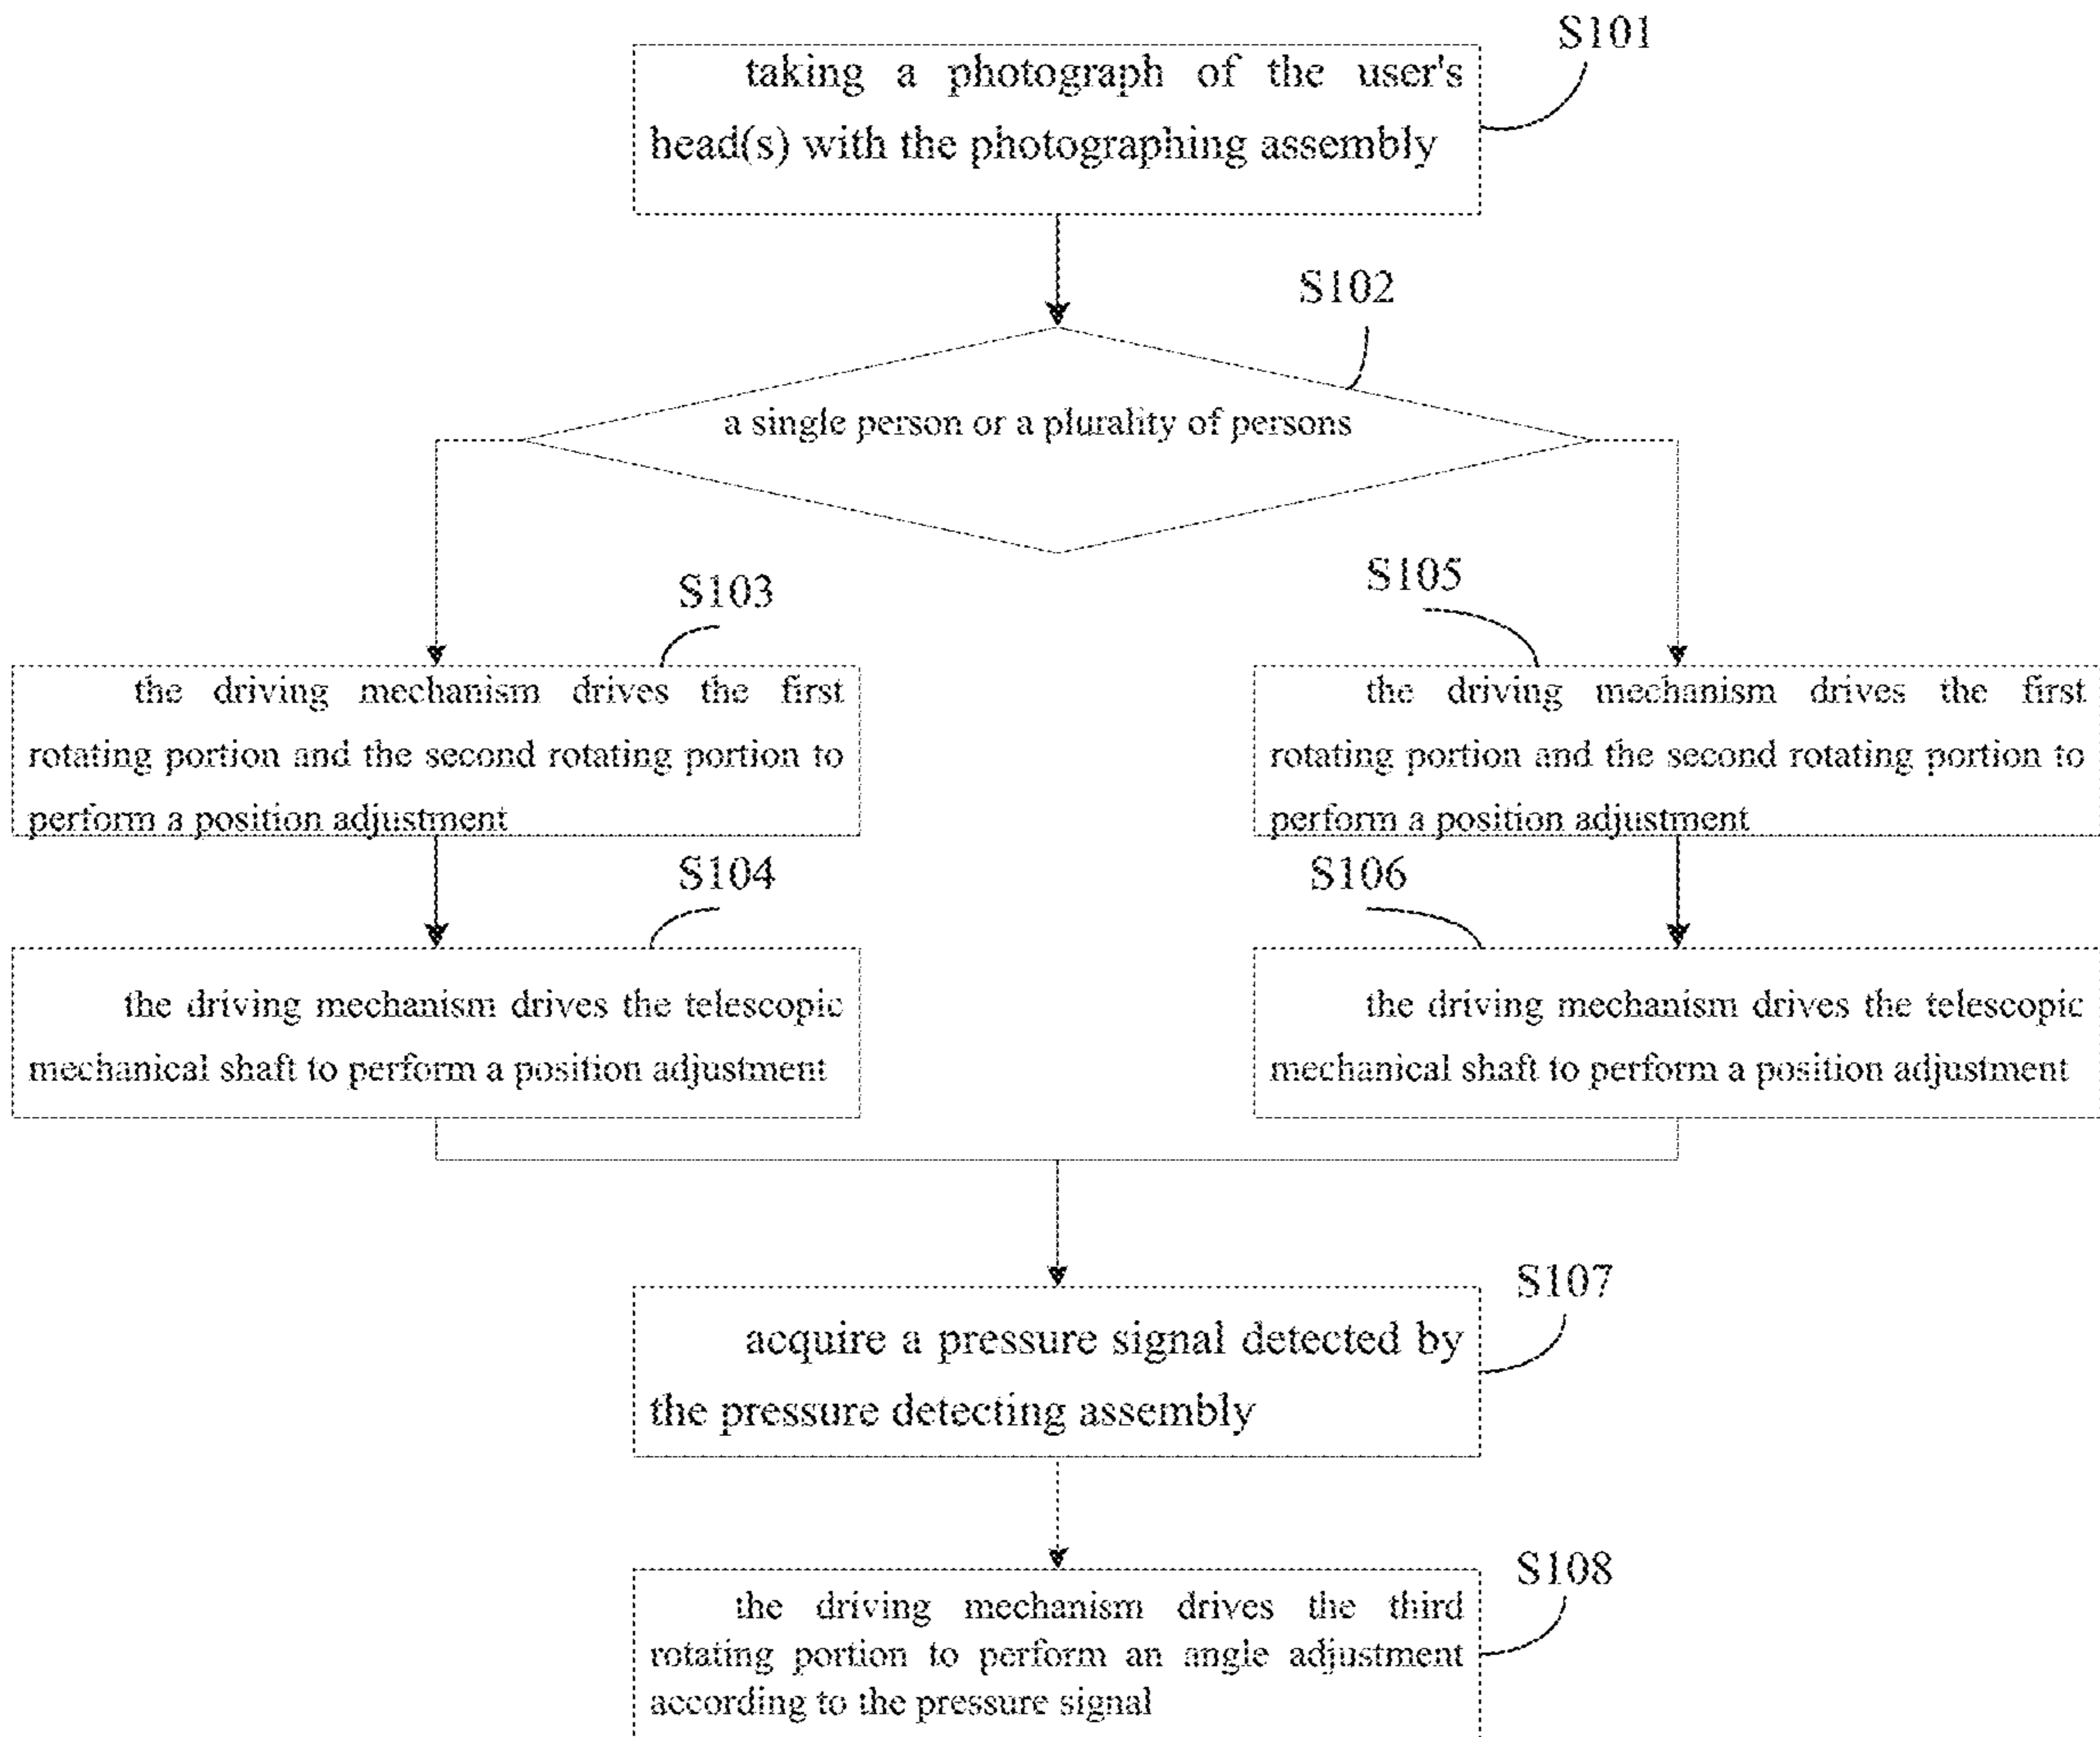 S101
taking a photograph of the user's
head(s) with the photographing assembly
S102
a single person or a plurality of persons
S103
the driving mechanism drives the first
rotating portion and the second rotating portion to
perform a position adjustment
S105
the driving mechanism drives the first
rotating portion and the second rotating portion to
perform a position adjustment
S104
the driving mechanism drives the telescopic
mechanical shaft to perform a position adjustment
S106
the driving mechanism drives the telescopic
mechanical shaft to perform a position adjustment
S107
acquire a pressure signal detected by
the pressure detecting assembly
S108
the driving mechanism drives the third
rotating portion to perform an angle adjustment
according to the pressure signal